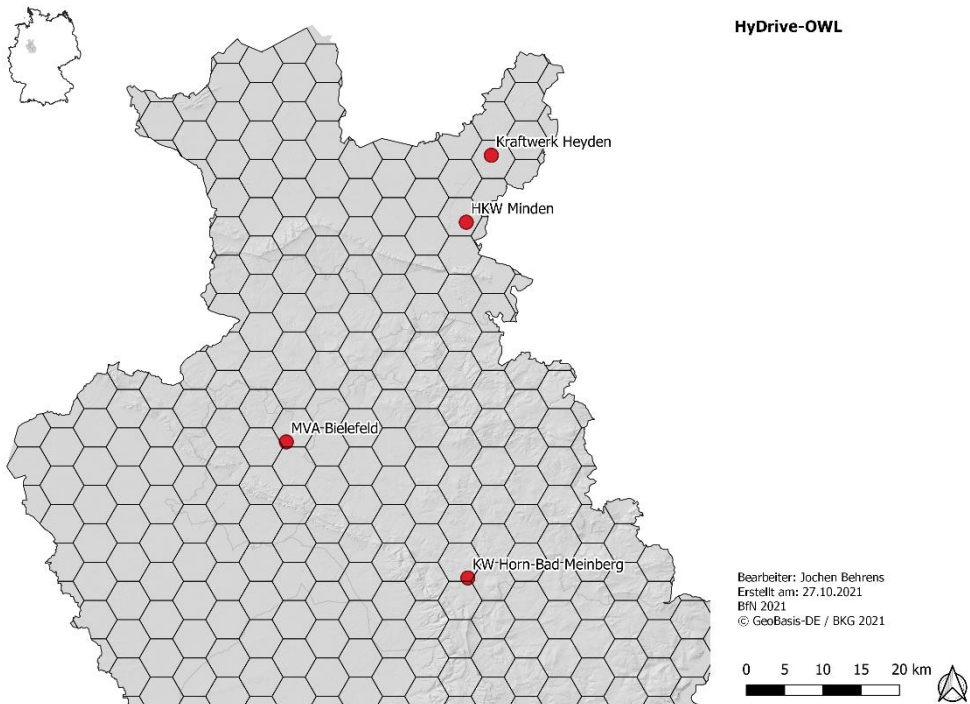 HyDrive-OWL
Kraftwerk Heyden
HKW Minden
MVA-Bielefeld
KW-Horn-Bad Meinberg
Bearbeiter: Jochen Behrens
Erstellt am: 27.10.2021
BfN 2021
© GeoBasis-DE / BKG 2021
0 5 10 15 20 km